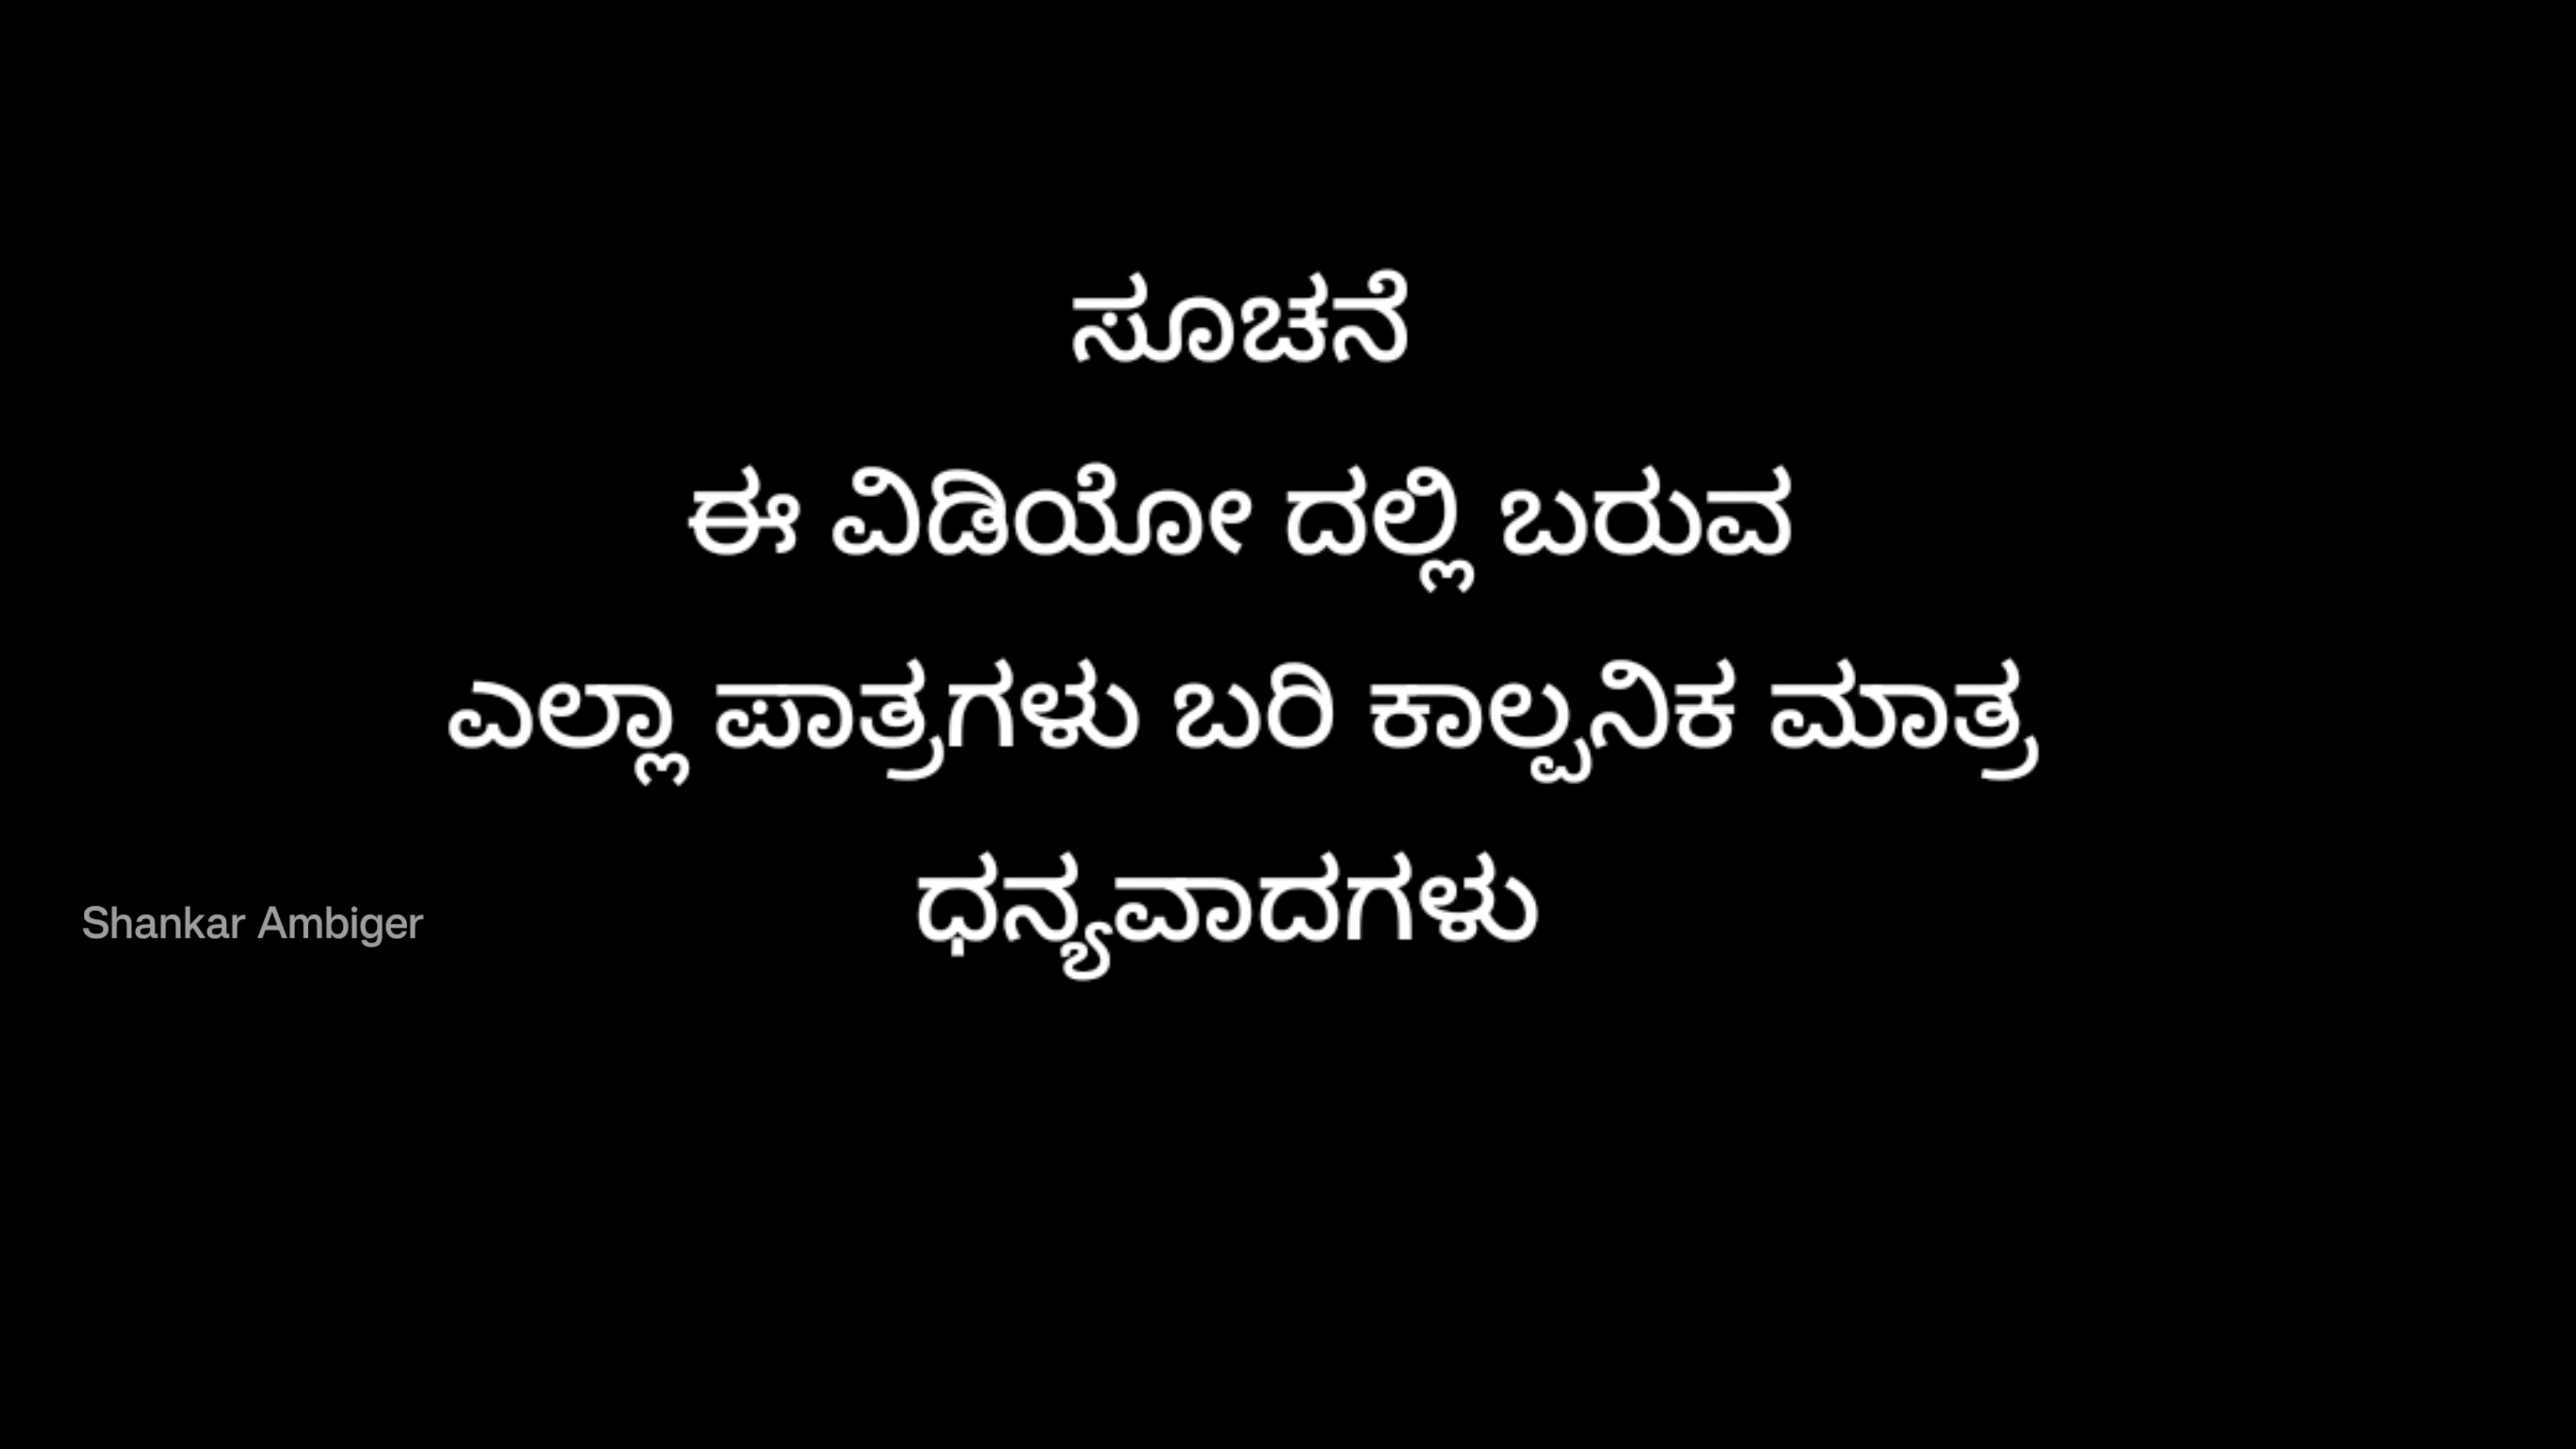 ಸೂಚನೆ
ಈ ವಿಡಿಯೋ ದಲ್ಲಿ ಬರುವ
ಎಲ್ಲಾ ಪಾತ್ರಗಳು ಬರಿ ಕಾಲ್ಪನಿಕ ಮಾತ್ರ
ಧನ್ಯವಾದಗಳು
Shankar Ambiger